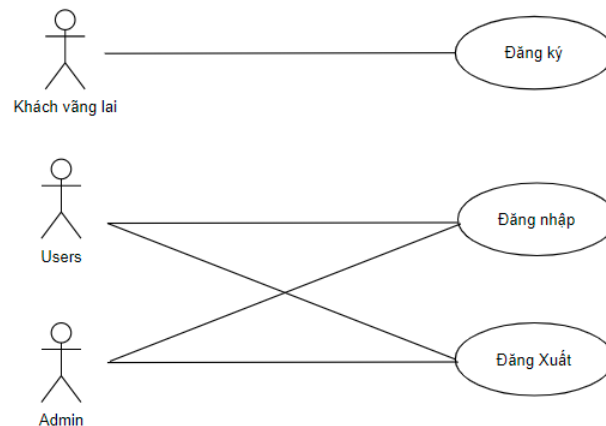 Đăng ký
Khách vãng lai
Đăng nhập
Users
Đăng Xuất
Admin